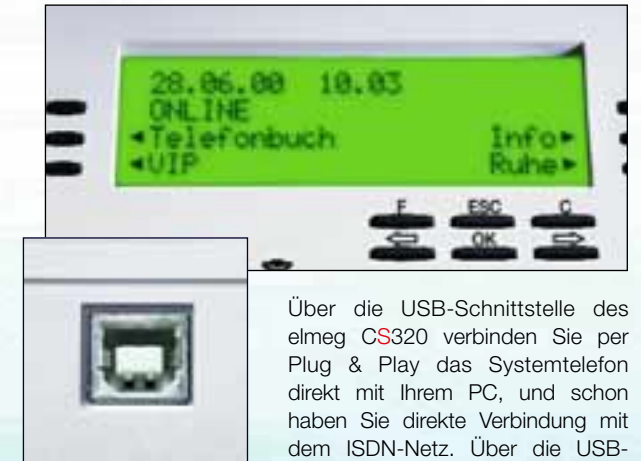 28.06.00 10.03
ONLINE
◄Telefonbuch Info►
◄VIP Ruhe►
F ESC C
⇦ OK ⇨
Über die USB-Schnittstelle des
elmeg CS320 verbinden Sie per
Plug & Play das Systemtelefon
direkt mit Ihrem PC, und schon
haben Sie direkte Verbindung mit
dem ISDN-Netz. Über die USB-